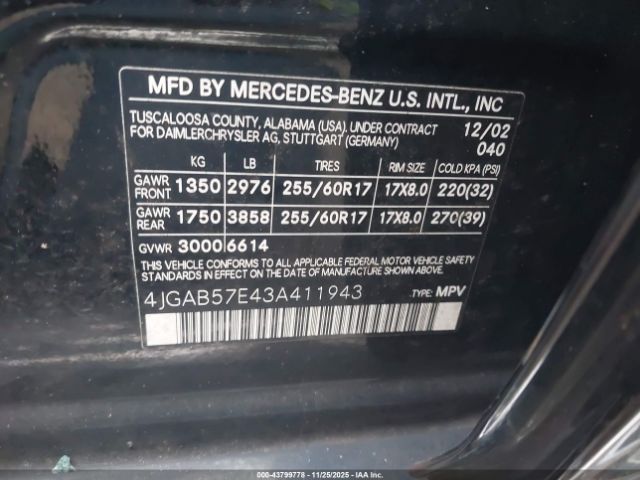 MFD BY MERCEDES-BENZ U.S. INTL., INC
TUSCALOOSA COUNTY, ALABAMA (USA). UNDER CONTRACT 12/02
FOR DAIMLERCHRYSLER AG, STUTTGART (GERMANY) 040
KG LB TIRES RIM SIZE COLD KPA (PSI)
GAWR FRONT 1350 2976 255/60R17 17X8.0 220(32)
GAWR REAR 1750 3858 255/60R17 17X8.0 270(39)
GVWR 3000 6614
THIS VEHICLE CONFORMS TO ALL APPLICABLE FEDERAL MOTOR VEHICLE SAFETY
STANDARDS IN EFFECT ON THE DATE OF MANUFACTURE SHOWN ABOVE.
4JGAB57E43A411943 TYPE: MPV
000-43799778 - 11/25/2025 - IAA Inc.